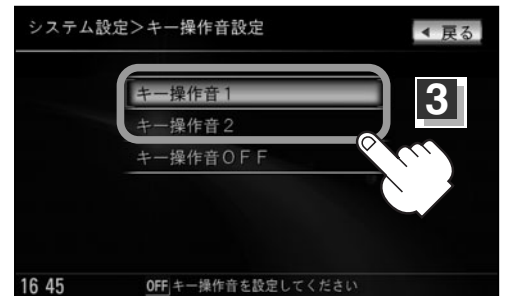 システム設定＞キー操作音設定
◀ 戻る
キー操作音１
3
キー操作音２
キー操作音ＯＦＦ
16 45
OFF キー操作音を設定してください